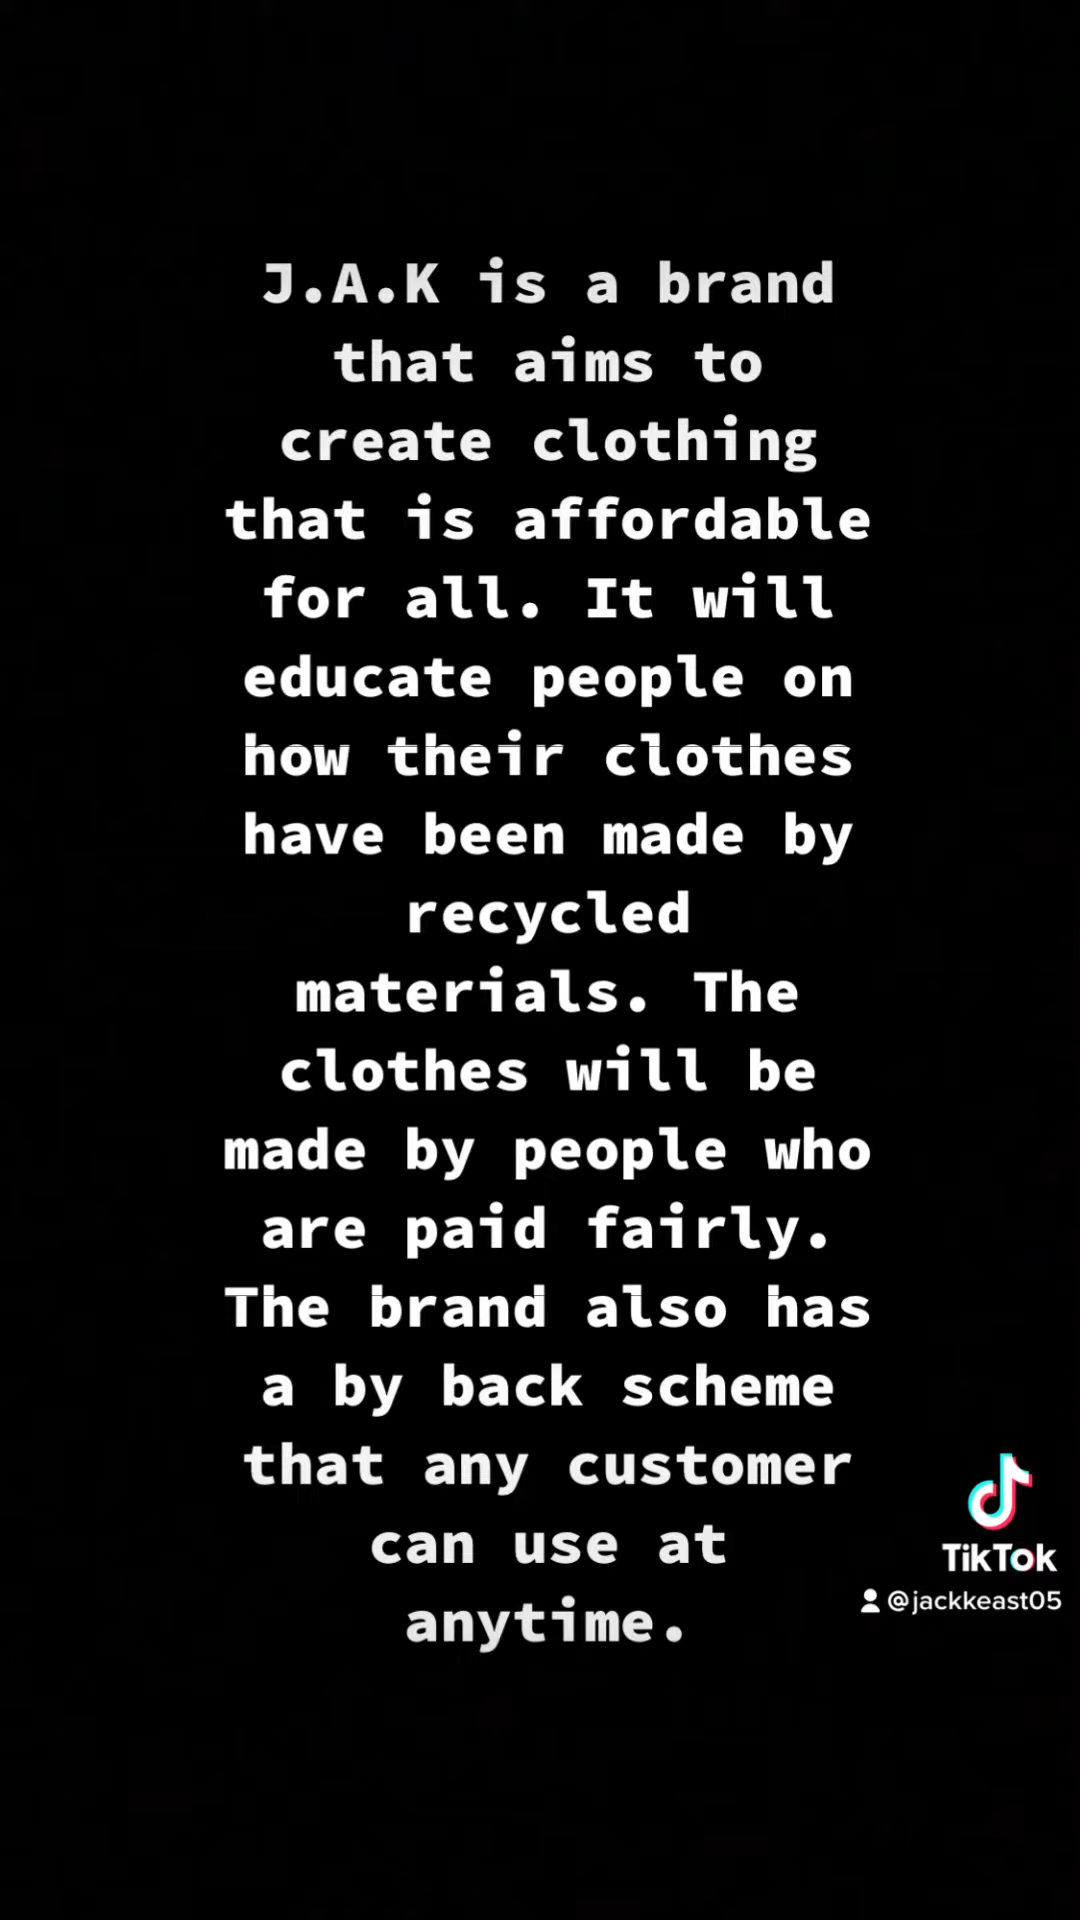 J.A.K is a brand
that aims to
create clothing
that is affordable
for all. It will
educate people on
how their clothes
have been made by
recycled
materials. The
clothes will be
made by people who
are paid fairly.
The brand also has
a by back scheme
that any customer
can use at
anytime.
TikTok
@jackkeast05